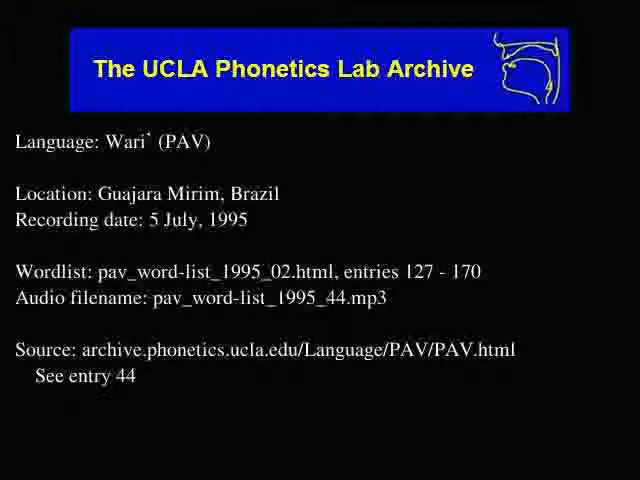 The UCLA Phonetics Lab Archive
Language: Wari` (PAV)
Location: Guajara Mirim, Brazil
Recording date: 5 July, 1995
Wordlist: pav_word-list_1995_02.html, entries 127 - 170
Audio filename: pav_word-list_1995_44.mp3
Source: archive.phonetics.ucla.edu/Language/PAV/PAV.html
See entry 44